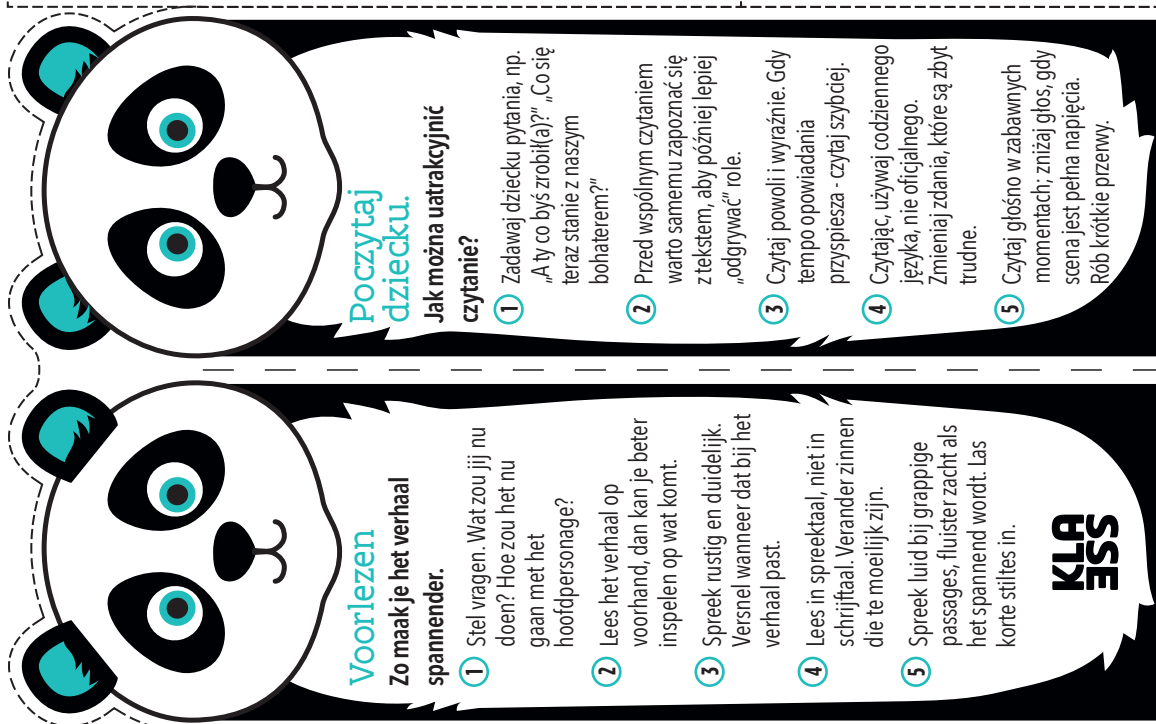 Poczytaj
dziecku.
Jak można uatrakcyjnić
czytanie?
1 Zadawaj dziecku pytania, np.
„A ty co byś zrobił(a)?” „Co się
teraz stanie z naszym
bohaterem?”
2 Przed wspólnym czytaniem
warto samemu zapoznać się
z tekstem, aby później lepiej
„odgrywać” role.
3 Czytaj powoli i wyraźnie. Gdy
tempo opowiadania
przyspiesza - czytaj szybciej.
4 Czytając, używaj codziennego
języka, nie oficjalnego.
Zmieniaj zdania, które są zbyt
trudne.
5 Czytaj głośno w zabawnych
momentach; zniżaj głos, gdy
scena jest pełna napięcia.
Rób krótkie przerwy.
Voorlezen
Zo maak je het verhaal
spannender.
1 Stel vragen. Wat zou jij nu
doen? Hoe zou het nu
gaan met het
hoofdpersonage?
2 Lees het verhaal op
voorhand, dan kan je beter
inspelen op wat komt.
3 Spreek rustig en duidelijk.
Versnel wanneer dat bij het
verhaal past.
4 Lees in spreektaal, niet in
schrijftaal. Verander zinnen
die te moeilijk zijn.
5 Spreek luid bij grappige
passages, fluister zacht als
het spannend wordt. Las
korte stiltes in.
KLA
SSE